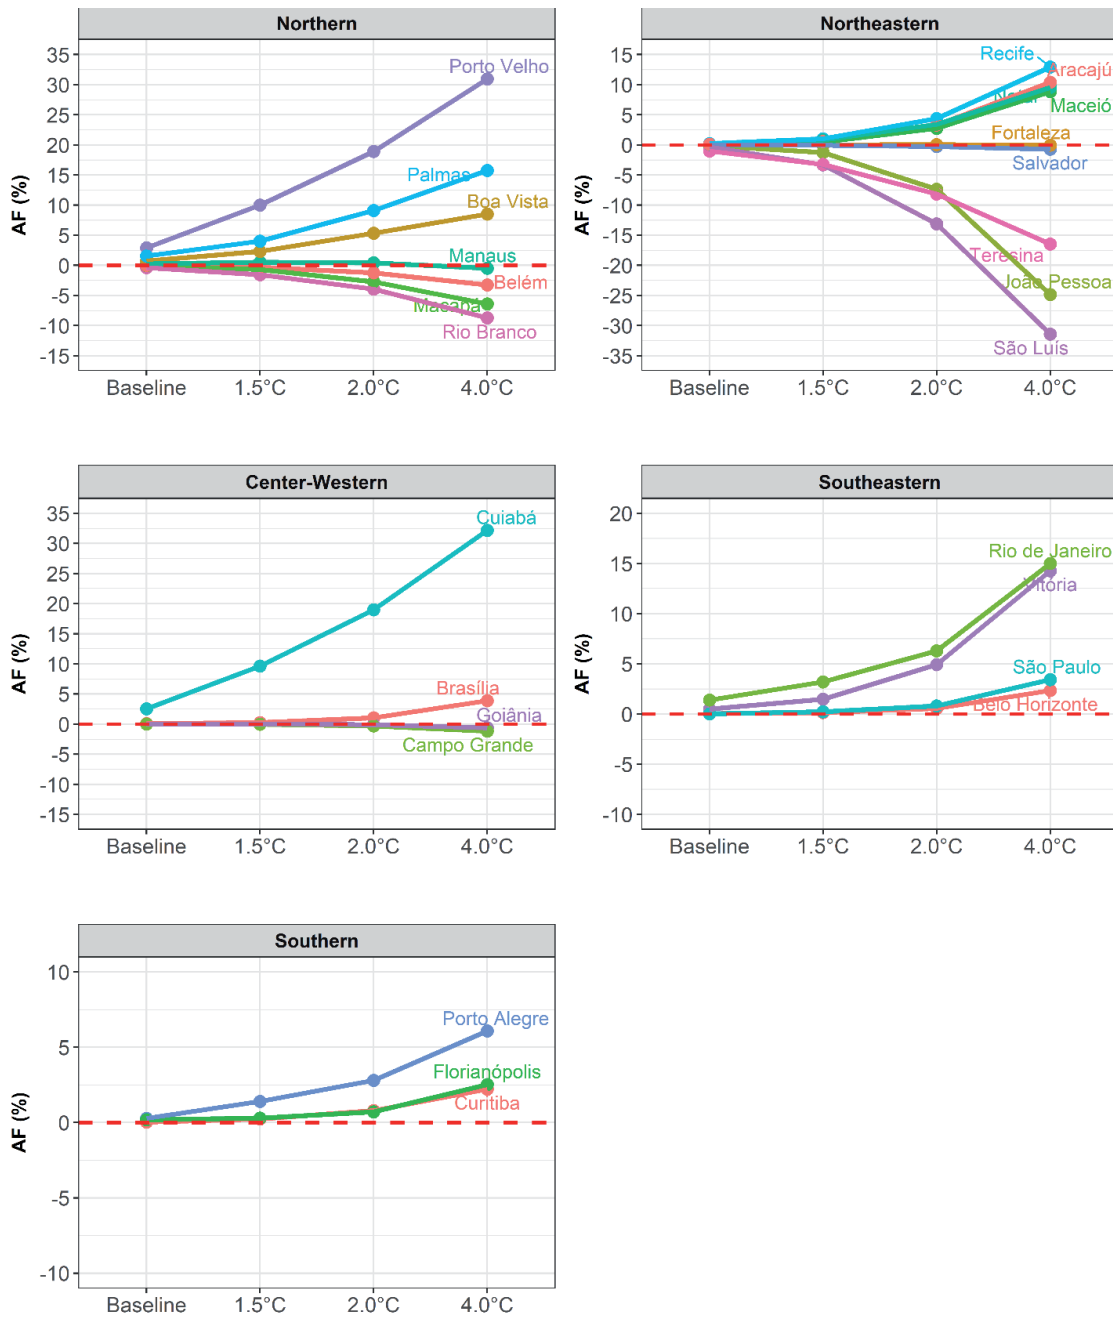 Northern
AF (%)
35
30
25
20
15
10
5
0
-5
-10
-15
Porto Velho
Palmas
Boa Vista
Manaus
Belém
Macapá
Rio Branco
Baseline 1.5°C 2.0°C 4.0°C
Northeastern
AF (%)
15
10
5
0
-5
-10
-15
-20
-25
-30
-35
Recife
Aracajú
Natal
Maceió
Fortaleza
Salvador
Teresina
João Pessoa
São Luís
Baseline 1.5°C 2.0°C 4.0°C
Center-Western
AF (%)
35
30
25
20
15
10
5
0
-5
-10
-15
Cuiabá
Brasília
Goiânia
Campo Grande
Baseline 1.5°C 2.0°C 4.0°C
Southeastern
AF (%)
20
15
10
5
0
-5
-10
Rio de Janeiro
Vitória
São Paulo
Belo Horizonte
Baseline 1.5°C 2.0°C 4.0°C
Southern
AF (%)
10
5
0
-5
-10
Porto Alegre
Florianópolis
Curitiba
Baseline 1.5°C 2.0°C 4.0°C